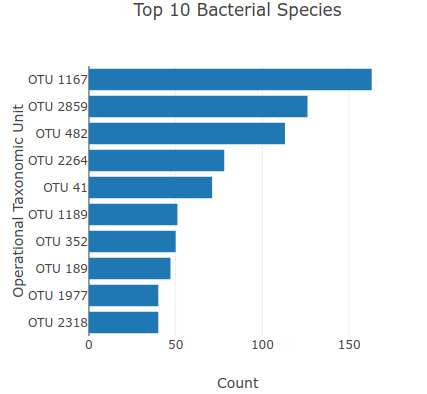 Top 10 Bacterial Species
Operational Taxonomic Unit
OTU 1167
OTU 2859
OTU 482
OTU 2264
OTU 41
OTU 1189
OTU 352
OTU 189
OTU 1977
OTU 2318
0 50 100 150
Count